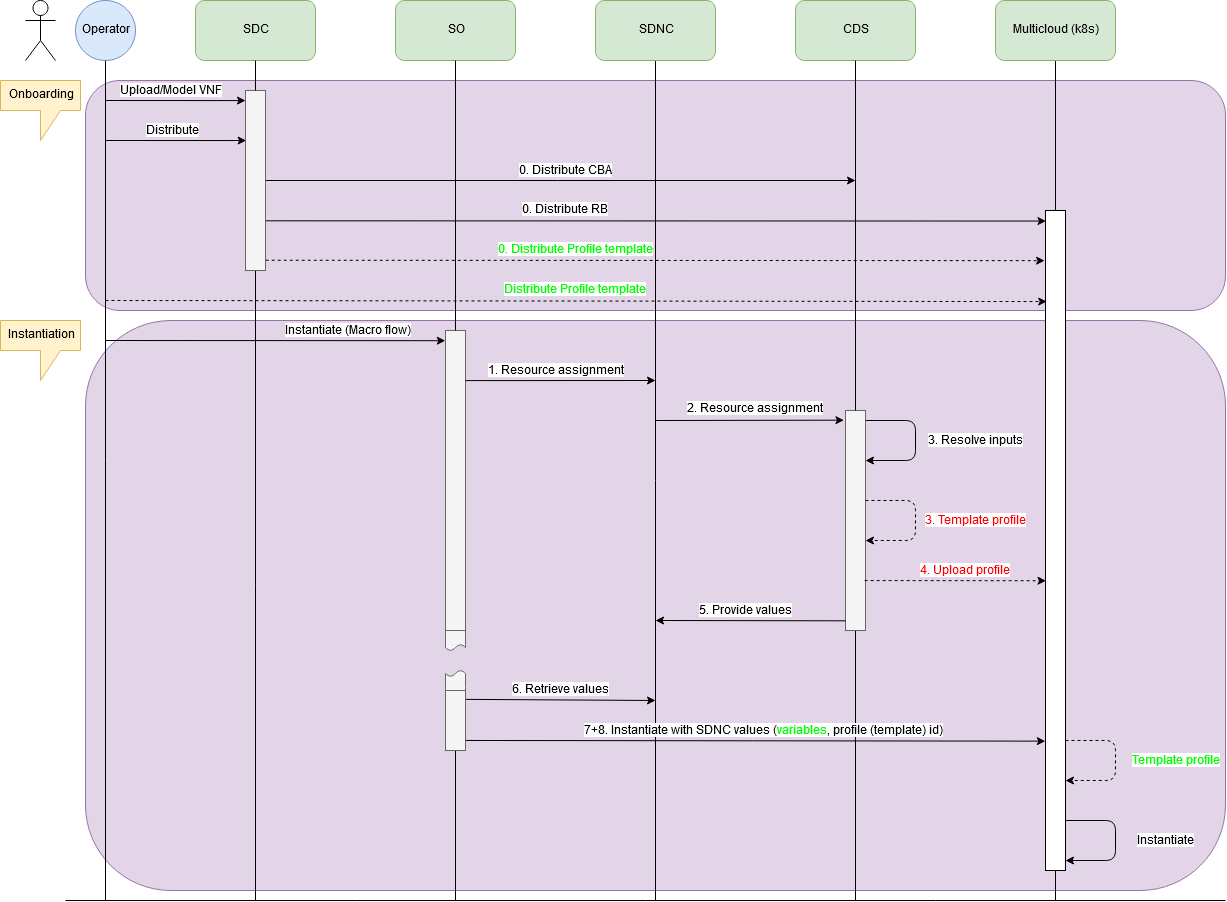 Operator
SDC
SO
SDNC
CDS
Multicloud (k8s)
Onboarding
Upload/Model VNF
Distribute
0. Distribute CBA
0. Distribute RB
0. Distribute Profile template
Distribute Profile template
Instantiation
Instantiate (Macro flow)
1. Resource assignment
2. Resource assignment
3. Resolve inputs
3. Template profile
4. Upload profile
5. Provide values
6. Retrieve values
7+8. Instantiate with SDNC values (variables, profile (template) id)
Template profile
Instantiate